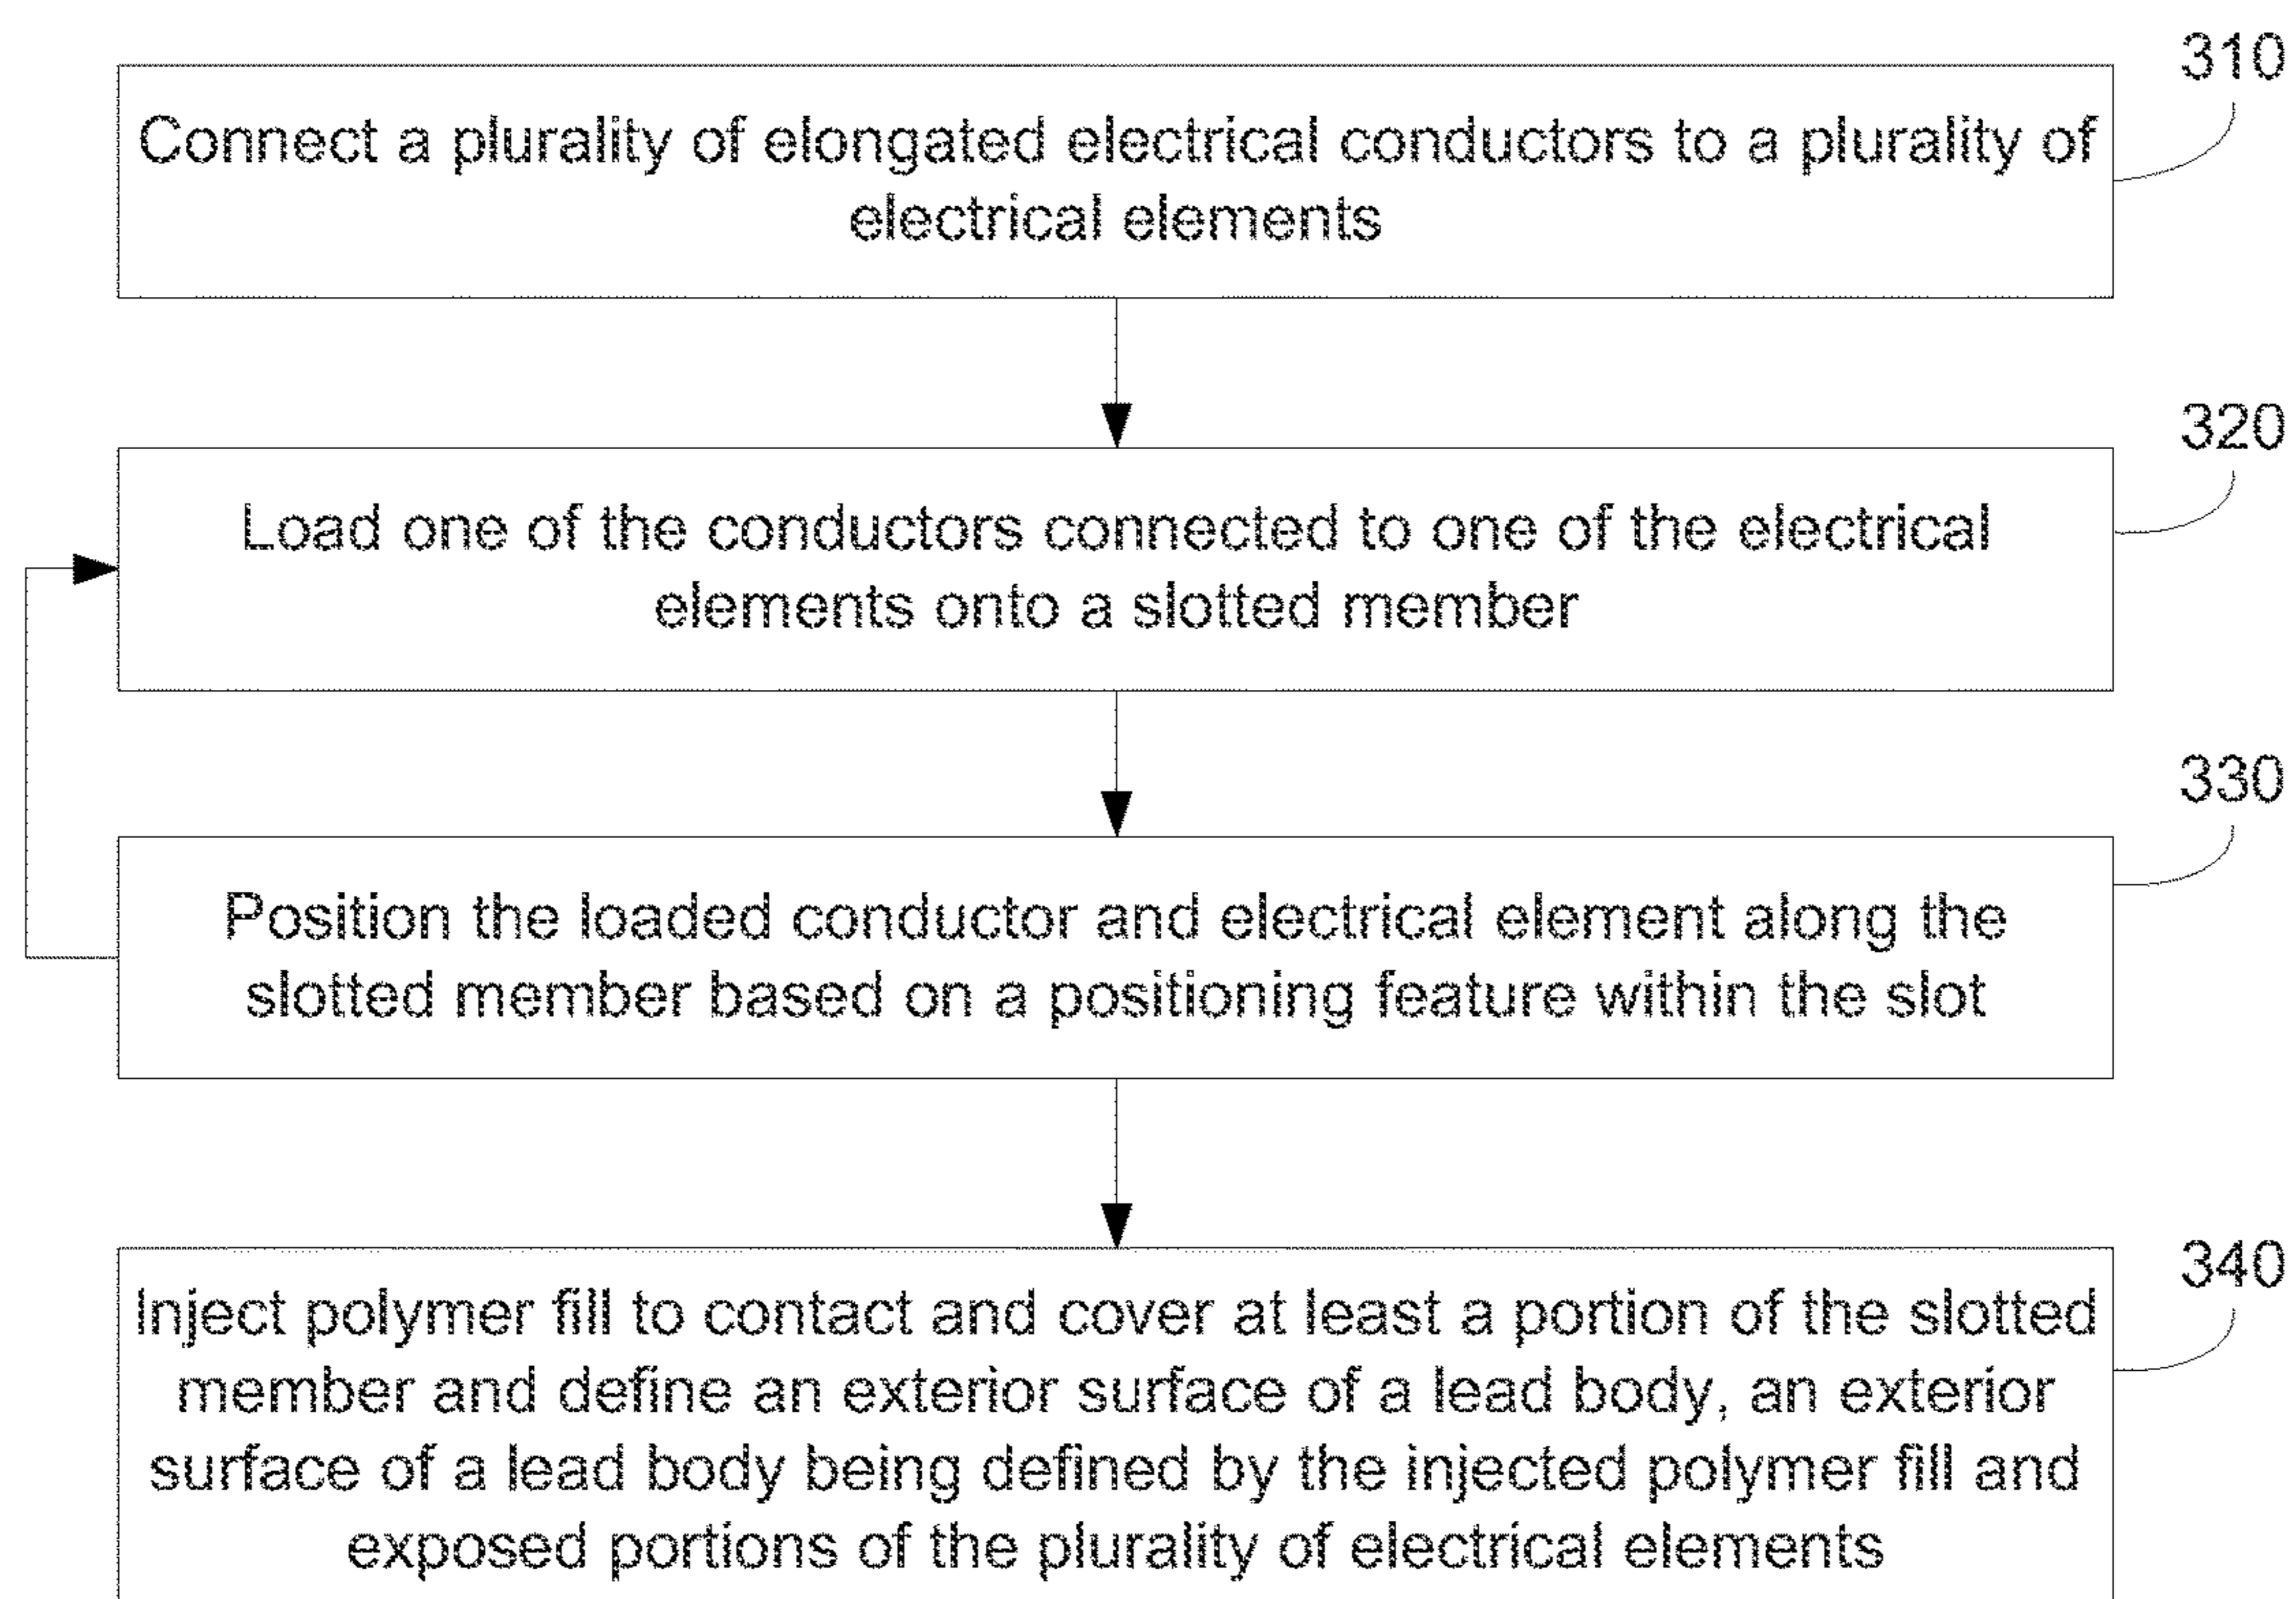 310
Connect a plurality of elongated electrical conductors to a plurality of
electrical elements
320
Load one of the conductors connected to one of the electrical
elements onto a slotted member
330
Position the loaded conductor and electrical element along the
slotted member based on a positioning feature within the slot
340
Inject polymer fill to contact and cover at least a portion of the slotted
member and define an exterior surface of a lead body, an exterior
surface of a lead body being defined by the injected polymer fill and
exposed portions of the plurality of electrical elements